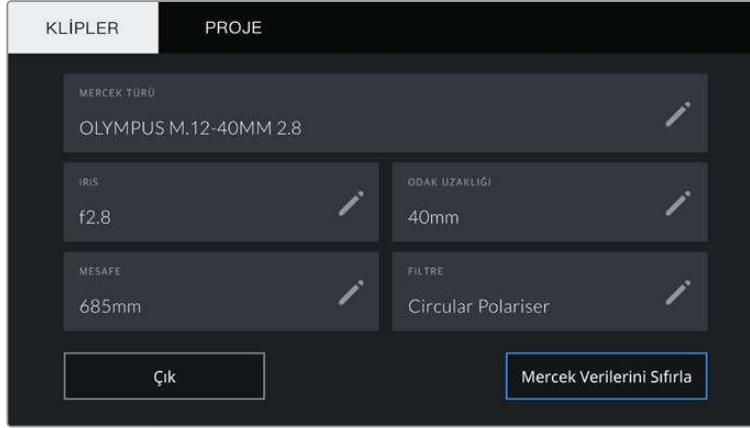 KLİPLER PROJE
MERCEK TÜRÜ
OLYMPUS M.12-40MM 2.8
IRIS
f2.8
ODAK UZAKLIĞI
40mm
MESAFE
685mm
FILTRE
Circular Polariser
Çık
Mercek Verilerini Sıfırla